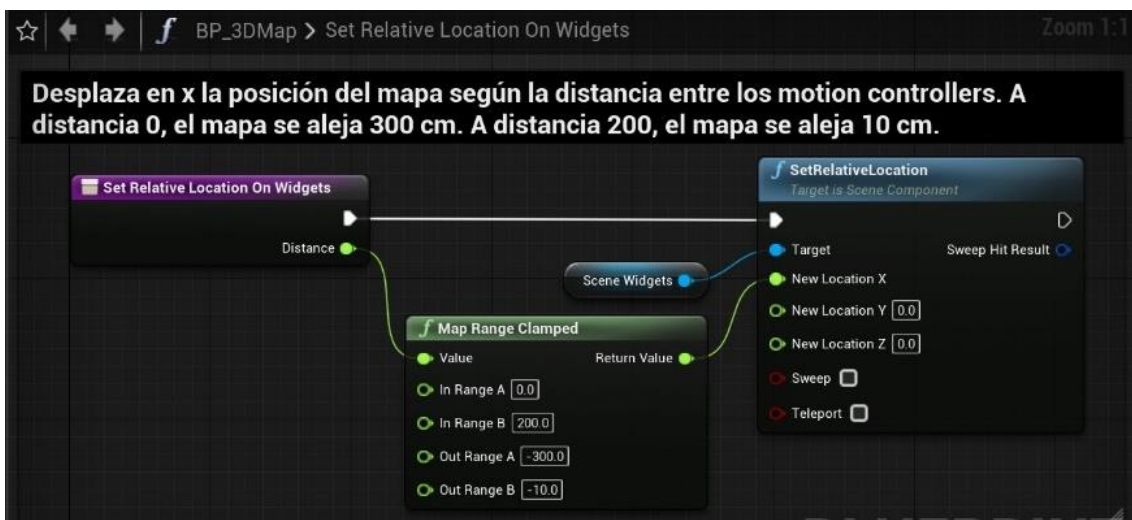 BP_3DMap > Set Relative Location On Widgets
Zoom 1:1
Desplaza en x la posición del mapa según la distancia entre los motion controllers. A
distancia 0, el mapa se aleja 300 cm. A distancia 200, el mapa se aleja 10 cm.
Set Relative Location On Widgets
Distance
Scene Widgets
Map Range Clamped
Value
Return Value
In Range A 0.0
In Range B 200.0
Out Range A -300.0
Out Range B -10.0
SetRelativeLocation
Target is Scene Component
Target
Sweep Hit Result
New Location X
New Location Y 0.0
New Location Z 0.0
Sweep
Teleport